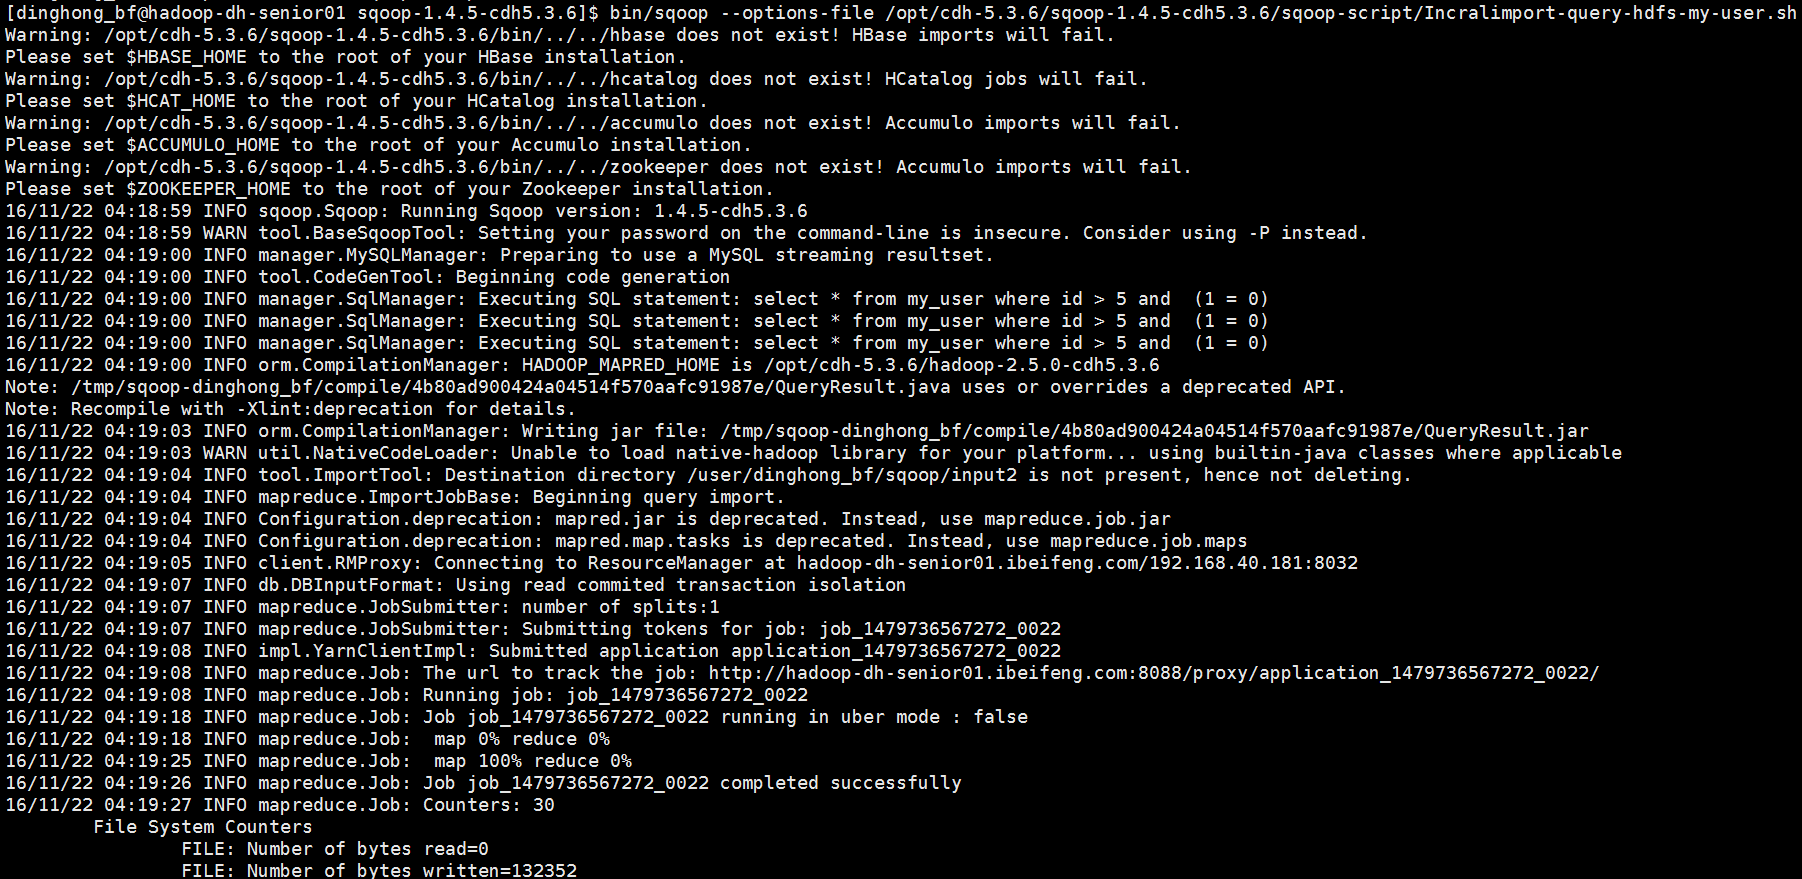 [dinghong_bf@hadoop-dh-senior01 sqoop-1.4.5-cdh5.3.6]$ bin/sqoop --options-file /opt/cdh-5.3.6/sqoop-1.4.5-cdh5.3.6/sqoop-script/Incralimport-query-hdfs-my-user.sh
Warning: /opt/cdh-5.3.6/sqoop-1.4.5-cdh5.3.6/bin/../../hbase does not exist! HBase imports will fail.
Please set $HBASE_HOME to the root of your HBase installation.
Warning: /opt/cdh-5.3.6/sqoop-1.4.5-cdh5.3.6/bin/../../hcatalog does not exist! HCatalog jobs will fail.
Please set $HCAT_HOME to the root of your HCatalog installation.
Warning: /opt/cdh-5.3.6/sqoop-1.4.5-cdh5.3.6/bin/../../accumulo does not exist! Accumulo imports will fail.
Please set $ACCUMULO_HOME to the root of your Accumulo installation.
Warning: /opt/cdh-5.3.6/sqoop-1.4.5-cdh5.3.6/bin/../../zookeeper does not exist! Accumulo imports will fail.
Please set $ZOOKEEPER_HOME to the root of your Zookeeper installation.
16/11/22 04:18:59 INFO sqoop.Sqoop: Running Sqoop version: 1.4.5-cdh5.3.6
16/11/22 04:18:59 WARN tool.BaseSqoopTool: Setting your password on the command-line is insecure. Consider using -P instead.
16/11/22 04:19:00 INFO manager.MySQLManager: Preparing to use a MySQL streaming resultset.
16/11/22 04:19:00 INFO tool.CodeGenTool: Beginning code generation
16/11/22 04:19:00 INFO manager.SqlManager: Executing SQL statement: select * from my_user where id > 5 and  (1 = 0)
16/11/22 04:19:00 INFO manager.SqlManager: Executing SQL statement: select * from my_user where id > 5 and  (1 = 0)
16/11/22 04:19:00 INFO manager.SqlManager: Executing SQL statement: select * from my_user where id > 5 and  (1 = 0)
16/11/22 04:19:00 INFO orm.CompilationManager: HADOOP_MAPRED_HOME is /opt/cdh-5.3.6/hadoop-2.5.0-cdh5.3.6
Note: /tmp/sqoop-dinghong_bf/compile/4b80ad900424a04514f570aafc91987e/QueryResult.java uses or overrides a deprecated API.
Note: Recompile with -Xlint:deprecation for details.
16/11/22 04:19:03 INFO orm.CompilationManager: Writing jar file: /tmp/sqoop-dinghong_bf/compile/4b80ad900424a04514f570aafc91987e/QueryResult.jar
16/11/22 04:19:03 WARN util.NativeCodeLoader: Unable to load native-hadoop library for your platform... using builtin-java classes where applicable
16/11/22 04:19:04 INFO tool.ImportTool: Destination directory /user/dinghong_bf/sqoop/input2 is not present, hence not deleting.
16/11/22 04:19:04 INFO mapreduce.ImportJobBase: Beginning query import.
16/11/22 04:19:04 INFO Configuration.deprecation: mapred.jar is deprecated. Instead, use mapreduce.job.jar
16/11/22 04:19:04 INFO Configuration.deprecation: mapred.map.tasks is deprecated. Instead, use mapreduce.job.maps
16/11/22 04:19:05 INFO client.RMProxy: Connecting to ResourceManager at hadoop-dh-senior01.ibeifeng.com/192.168.40.181:8032
16/11/22 04:19:07 INFO db.DBInputFormat: Using read commited transaction isolation
16/11/22 04:19:07 INFO mapreduce.JobSubmitter: number of splits:1
16/11/22 04:19:07 INFO mapreduce.JobSubmitter: Submitting tokens for job: job_1479736567272_0022
16/11/22 04:19:08 INFO impl.YarnClientImpl: Submitted application application_1479736567272_0022
16/11/22 04:19:08 INFO mapreduce.Job: The url to track the job: http://hadoop-dh-senior01.ibeifeng.com:8088/proxy/application_1479736567272_0022/
16/11/22 04:19:08 INFO mapreduce.Job: Running job: job_1479736567272_0022
16/11/22 04:19:18 INFO mapreduce.Job: Job job_1479736567272_0022 running in uber mode : false
16/11/22 04:19:18 INFO mapreduce.Job:  map 0% reduce 0%
16/11/22 04:19:25 INFO mapreduce.Job:  map 100% reduce 0%
16/11/22 04:19:26 INFO mapreduce.Job: Job job_1479736567272_0022 completed successfully
16/11/22 04:19:27 INFO mapreduce.Job: Counters: 30
File System Counters
FILE: Number of bytes read=0
FILE: Number of bytes written=132352